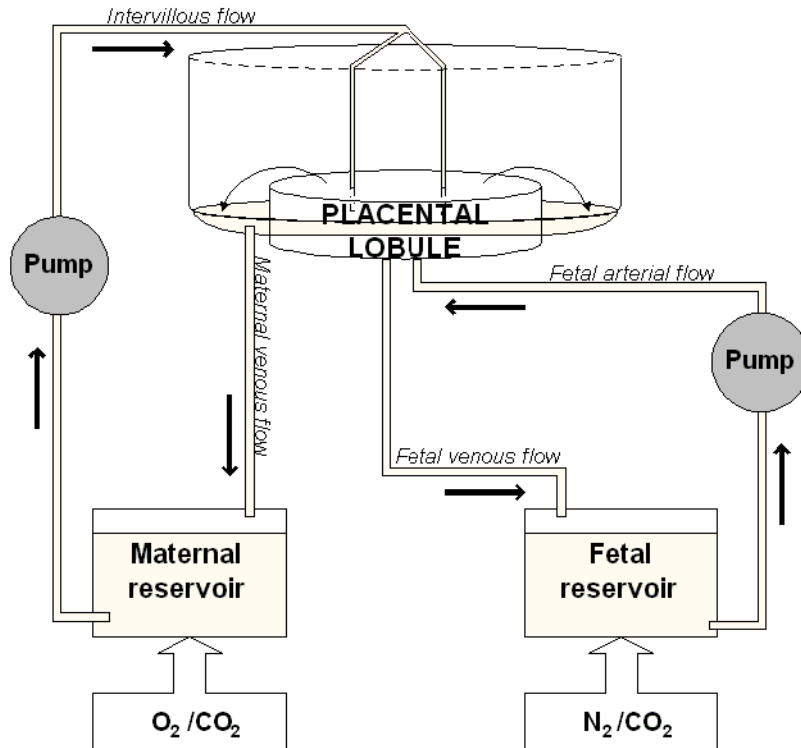 Intervillous flow
PLACENTAL
LOBULE
Pump
Maternal venous flow
Fetal arterial flow
Pump
Fetal venous flow
Maternal
reservoir
Fetal
reservoir
O₂ /CO₂
N₂ /CO₂